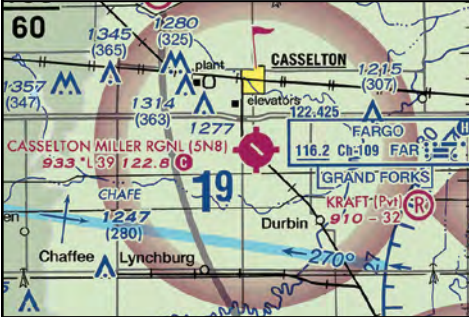 60
1345
(365)
1280
(325)
plant
CASSELTON
1215
(307)
1357
(347)
1314
(363)
elevators
122.425
1277
FARGO
CASSELTON MILLER RGNL (5N8)
116.2 Ch 109 FAR
933 *L 39 122.8 C
GRAND FORKS
19
CHAFE
KRAFT (Pvt)
910 - 32
R
en
1247
(280)
Durbin
Chaffee
Lynchburg
270°
27